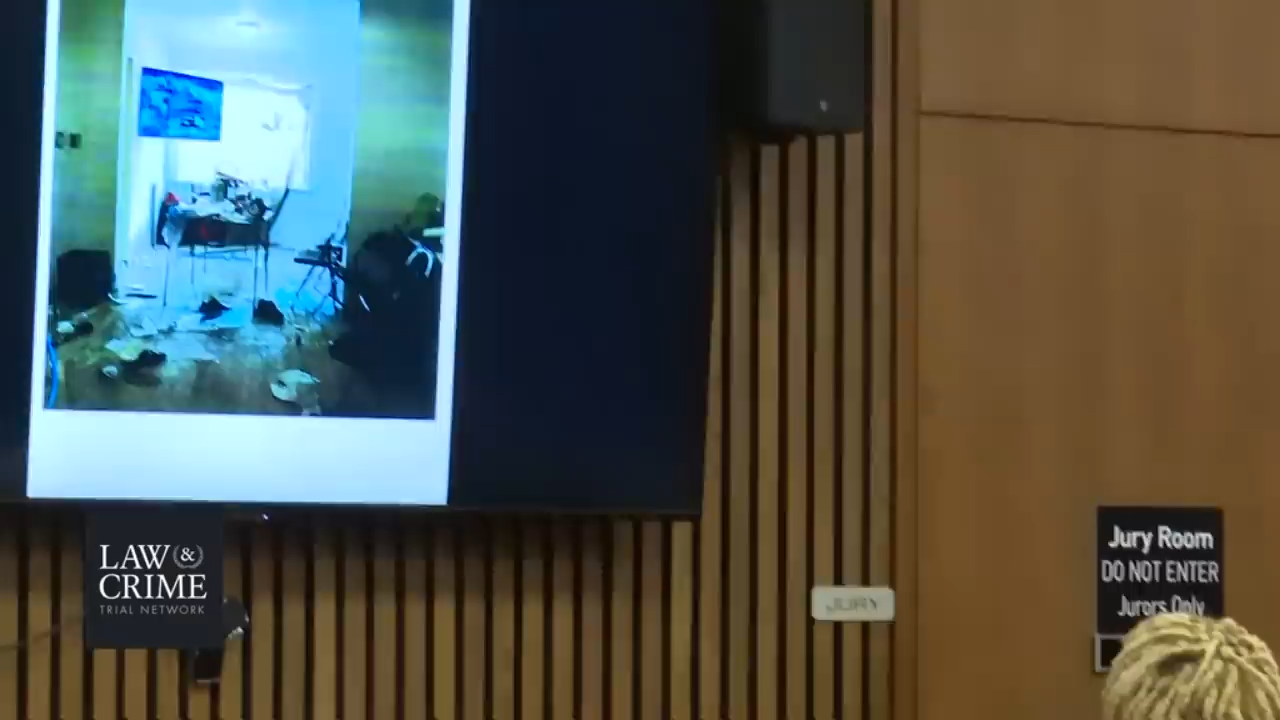 LAW &
CRIME
TRIAL NETWORK
JURY
Jury Room
DO NOT ENTER
Jurors Only